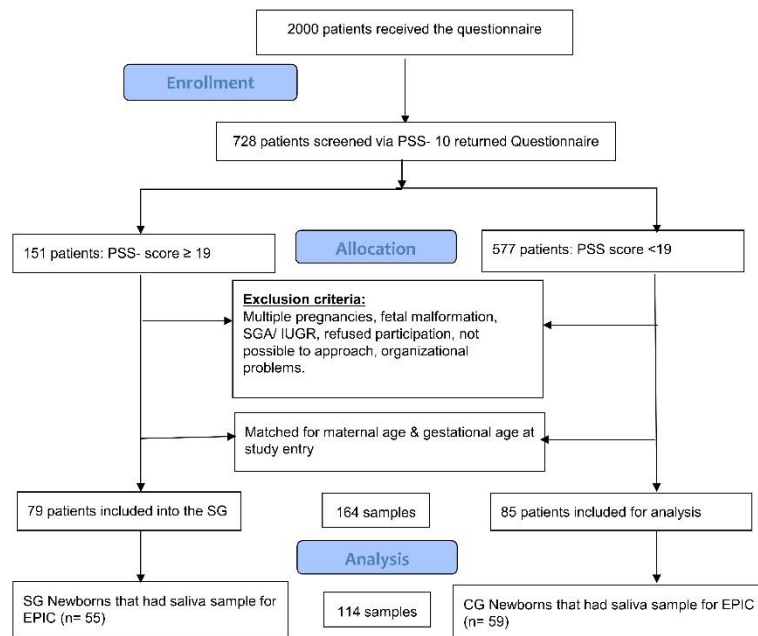 2000 patients received the questionnaire
Enrollment
728 patients screened via PSS- 10 returned Questionnaire
151 patients: PSS- score ≥ 19
Allocation
577 patients: PSS score <19
Exclusion criteria:
Multiple pregnancies, fetal malformation,
SGA/ IUGR, refused participation, not
possible to approach, organizational
problems.
Matched for maternal age & gestational age at
study entry
79 patients included into the SG
164 samples
85 patients included for analysis
Analysis
SG Newborns that had saliva sample for
EPIC (n= 55)
114 samples
CG Newborns that had saliva sample for EPIC
(n= 59)